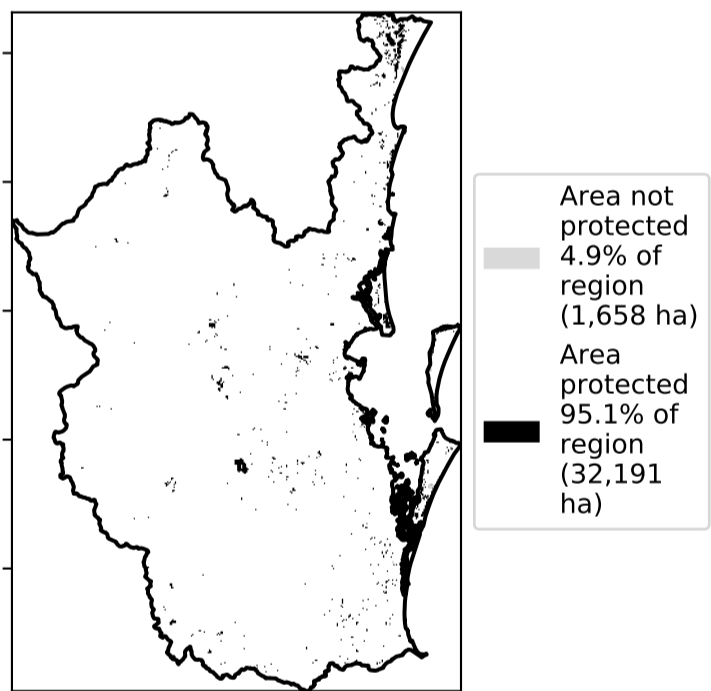 Area not
protected
4.9% of
region
(1,658 ha)
Area
protected
95.1% of
region
(32,191
ha)